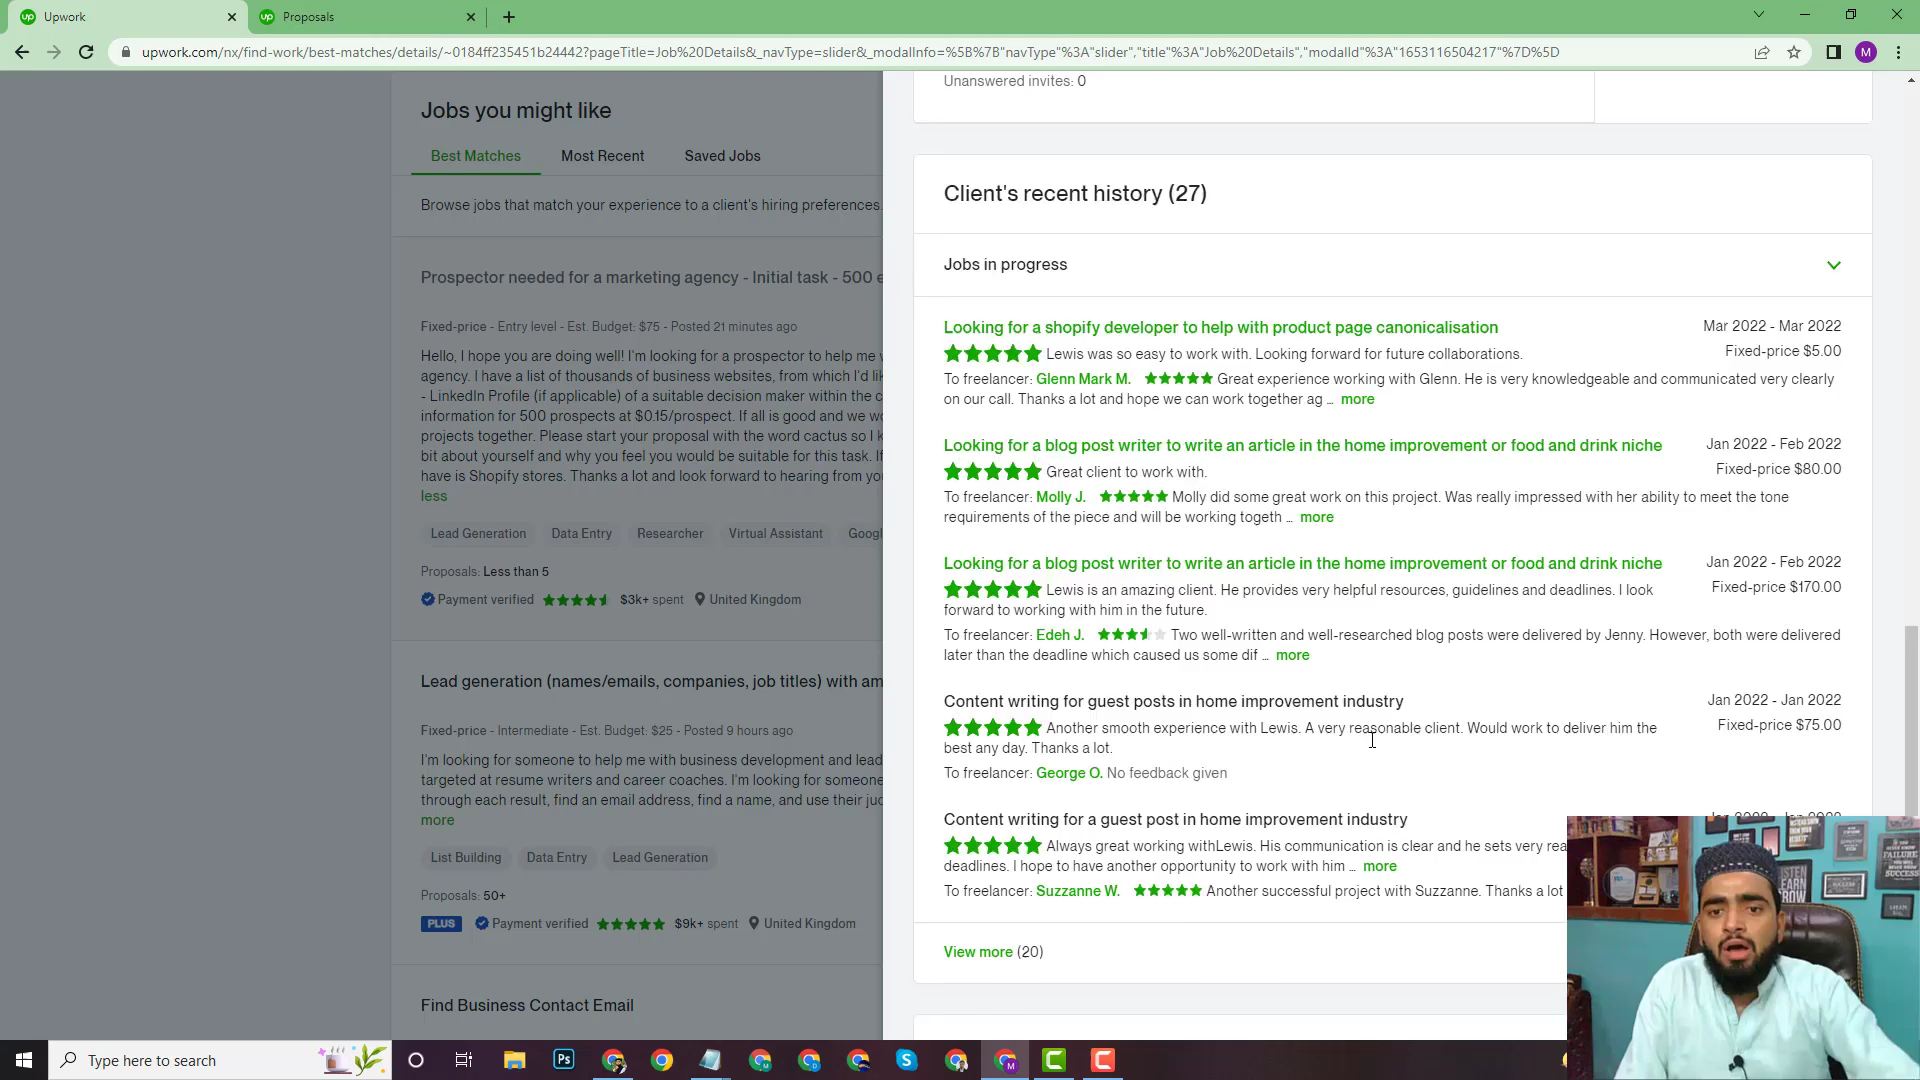 Upwork
Proposals
upwork.com/nx/find-work/best-matches/details/~0184ff235451b24442?pageTitle=Job%20Details&_navType=slider&_modalInfo=%5B%7B"navType"%3A"slider","title"%3A"Job%20Details","modalId"%3A"1653116504217"%7D%5D
M
Jobs you might like
Best Matches
Most Recent
Saved Jobs
Browse jobs that match your experience to a client's hiring preferences.
Prospector needed for a marketing agency - Initial task - 500 e
Fixed-price - Entry level - Est. Budget: $75 - Posted 21 minutes ago
Hello, I hope you are doing well! I'm looking for a prospector to help me
agency. I have a list of thousands of business websites, from which I'd lik
- LinkedIn Profile (if applicable) of a suitable decision maker within the c
information for 500 prospects at $0.15/prospect. If all is good and we wo
projects together. Please start your proposal with the word cactus so I k
bit about yourself and why you feel you would be suitable for this task. If
have is Shopify stores. Thanks a lot and look forward to hearing from yo
less
Lead Generation
Data Entry
Researcher
Virtual Assistant
Googl
Proposals: Less than 5
Payment verified $3k+ spent United Kingdom
Lead generation (names/emails, companies, job titles) with am
Fixed-price - Intermediate - Est. Budget: $25 - Posted 9 hours ago
I'm looking for someone to help me with business development and lead
targeted at resume writers and career coaches. I'm looking for someone
through each result, find an email address, find a name, and use their juc
more
List Building
Data Entry
Lead Generation
Proposals: 50+
PLUS Payment verified $9k+ spent United Kingdom
Find Business Contact Email
Unanswered invites: 0
Client's recent history (27)
Jobs in progress
Looking for a shopify developer to help with product page canonicalisation
Mar 2022 - Mar 2022
Lewis was so easy to work with. Looking forward for future collaborations.
Fixed-price $5.00
To freelancer: Glenn Mark M. Great experience working with Glenn. He is very knowledgeable and communicated very clearly
on our call. Thanks a lot and hope we can work together ag ... more
Looking for a blog post writer to write an article in the home improvement or food and drink niche
Jan 2022 - Feb 2022
Great client to work with.
Fixed-price $80.00
To freelancer: Molly J. Molly did some great work on this project. Was really impressed with her ability to meet the tone
requirements of the piece and will be working togeth ... more
Looking for a blog post writer to write an article in the home improvement or food and drink niche
Jan 2022 - Feb 2022
Lewis is an amazing client. He provides very helpful resources, guidelines and deadlines. I look
Fixed-price $170.00
forward to working with him in the future.
To freelancer: Edeh J. Two well-written and well-researched blog posts were delivered by Jenny. However, both were delivered
later than the deadline which caused us some dif ... more
Content writing for guest posts in home improvement industry
Jan 2022 - Jan 2022
Another smooth experience with Lewis. A very reasonable client. Would work to deliver him the
Fixed-price $75.00
best any day. Thanks a lot.
To freelancer: George O. No feedback given
Content writing for a guest post in home improvement industry
Always great working withLewis. His communication is clear and he sets very rea
deadlines. I hope to have another opportunity to work with him ... more
To freelancer: Suzzanne W. Another successful project with Suzzanne. Thanks a lot
View more (20)
Type here to search
Ps